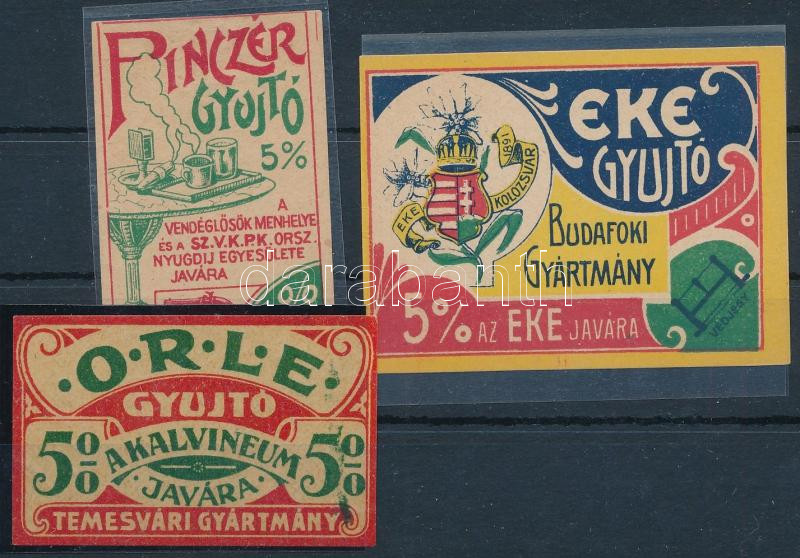 PINCZÉR
GYUJTÓ
5%
A
VENDÉGLŐSÖK MENHELYE
ÉS A SZ.V.K.P.K. ORSZ.
NYUGDIJ EGYESÜLETE
JAVÁRA
EKE
GYUJTÓ
1891
EKE KOLOZSVÁR
BUDAFOKI
GYÁRTMÁNY
5% AZ EKE JAVÁRA
VÉDJEGY
·O·R·L·E·
GYUJTÓ
5% A KALVINEUM 5%
·JAVÁRA·
TEMESVÁRI GYÁRTMÁNY
darabanth